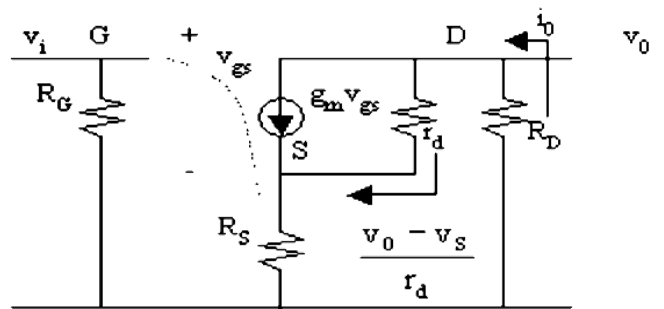 v_i G + D i_0 v_0
v_gs
R_G g_m v_gs r_d R_D
S
-
R_S
v_0 - v_S
r_d